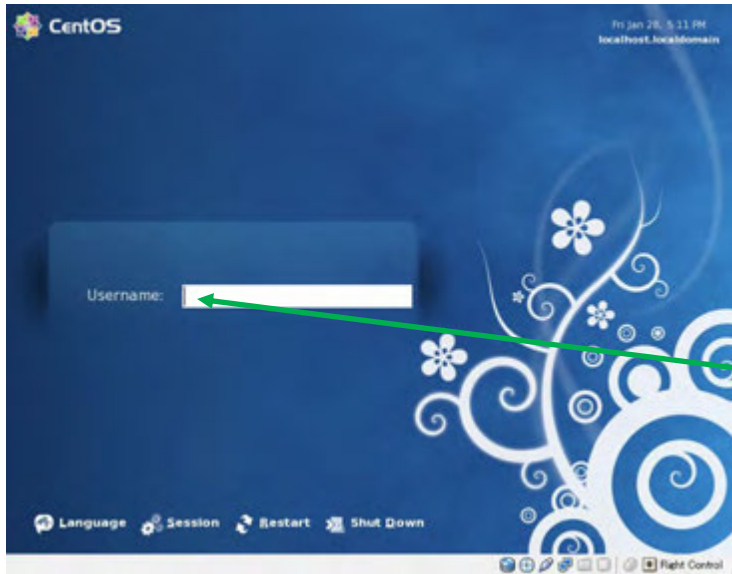 CentOS
Fri Jan 28, 5:11 PM
localhost.localdomain
Username:
Language Session Restart Shut Down
Right Control